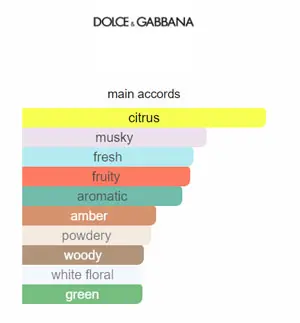 DOLCE & GABBANA
main accords
citrus
musky
fresh
fruity
aromatic
amber
powdery
woody
white floral
green